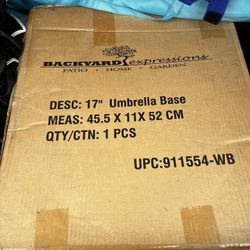 BACKYARD expressions
PATIO • HOME • GARDEN
DESC: 17" Umbrella Base
MEAS: 45.5 X 11X 52 CM
QTY/CTN: 1 PCS
UPC:911554-WB